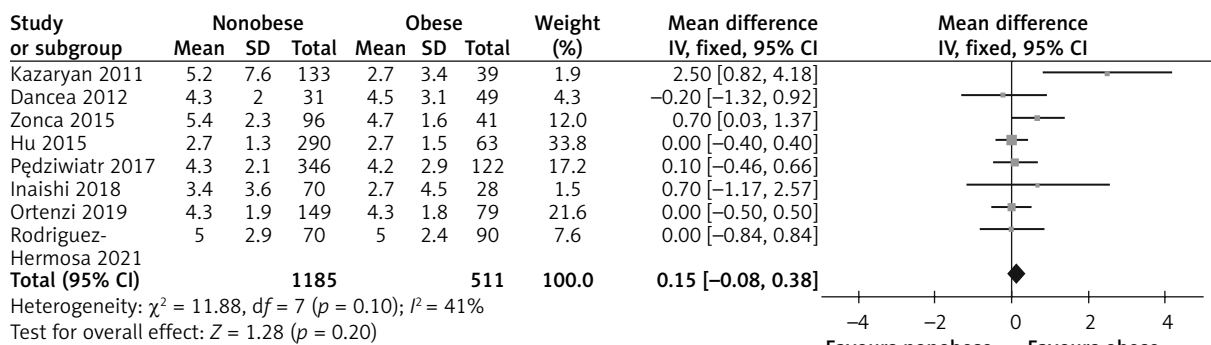 Study Nonobese Obese Weight Mean difference Mean difference
or subgroup Mean SD Total Mean SD Total (%) IV, fixed, 95% CI IV, fixed, 95% CI
Kazaryan 2011 5.2 7.6 133 2.7 3.4 39 1.9 2.50 [0.82, 4.18]
Dancea 2012 4.3 2 31 4.5 3.1 49 4.3 −0.20 [−1.32, 0.92]
Zonca 2015 5.4 2.3 96 4.7 1.6 41 12.0 0.70 [0.03, 1.37]
Hu 2015 2.7 1.3 290 2.7 1.5 63 33.8 0.00 [−0.40, 0.40]
Pędziwiatr 2017 4.3 2.1 346 4.2 2.9 122 17.2 0.10 [−0.46, 0.66]
Inaishi 2018 3.4 3.6 70 2.7 4.5 28 1.5 0.70 [−1.17, 2.57]
Ortenzi 2019 4.3 1.9 149 4.3 1.8 79 21.6 0.00 [−0.50, 0.50]
Rodriguez- 5 2.9 70 5 2.4 90 7.6 0.00 [−0.84, 0.84]
Hermosa 2021
Total (95% CI) 1185 511 100.0 0.15 [−0.08, 0.38]
Heterogeneity: χ² = 11.88, df = 7 (p = 0.10); I² = 41%
Test for overall effect: Z = 1.28 (p = 0.20)
−4 −2 0 2 4
Favours nonobese Favours obese